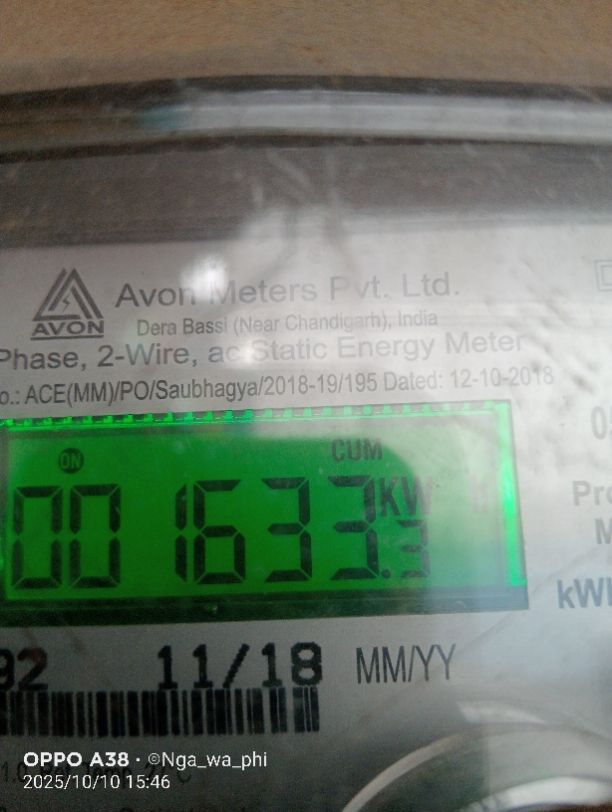 Avon Meters Pvt. Ltd.
AVON
Dera Bassi (Near Chandigarh), India
Phase, 2-Wire, ac Static Energy Meter
o.: ACE(MM)/PO/Saubhagya/2018-19/195 Dated: 12-10-2018
ON
CUM
001633.3
KW h
Pro
M
kWh
92 11/18 MM/YY
OPPO A38 · ©Nga_wa_phi
2025/10/10 15:46